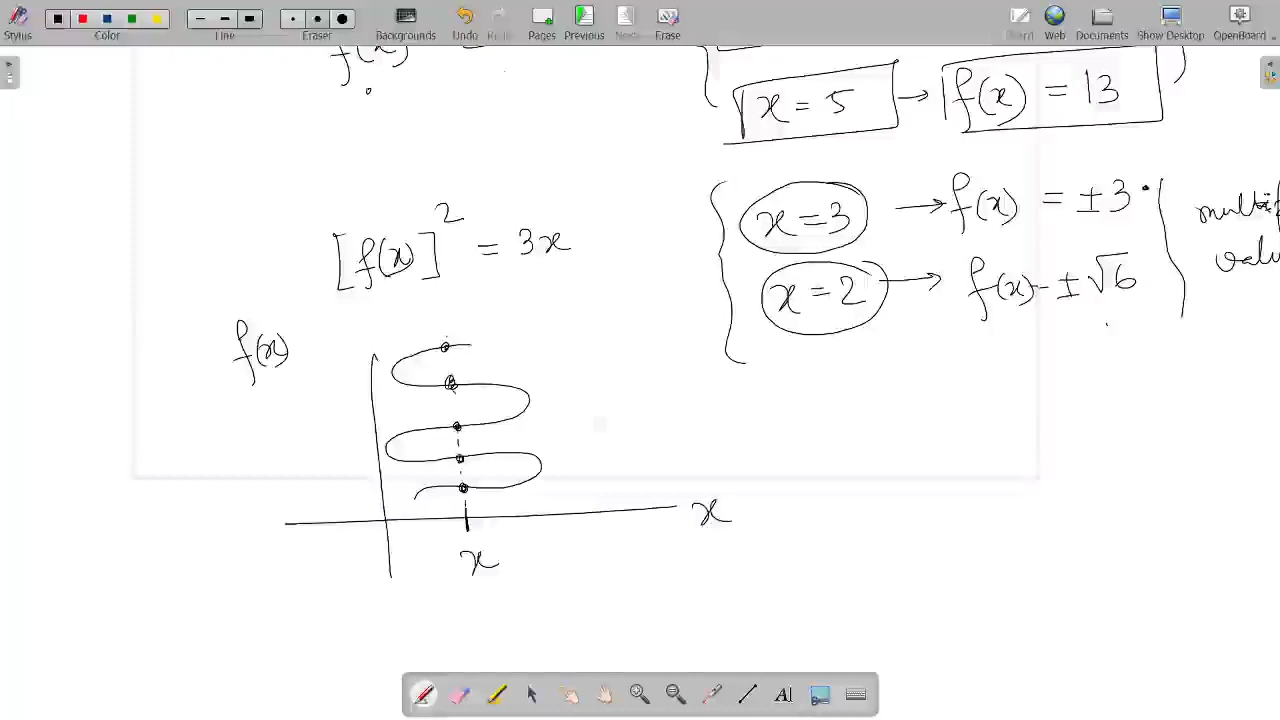 Stylus Color Line Eraser Backgrounds Undo Redo Pages Previous Next Erase Board Web Documents Show Desktop OpenBoard
f(x)
x = 5 → f(x) = 13
[f(x)]² = 3x
x = 3 → f(x) = ±3
x = 2 → f(x) = ±√6
f(x)
x
x